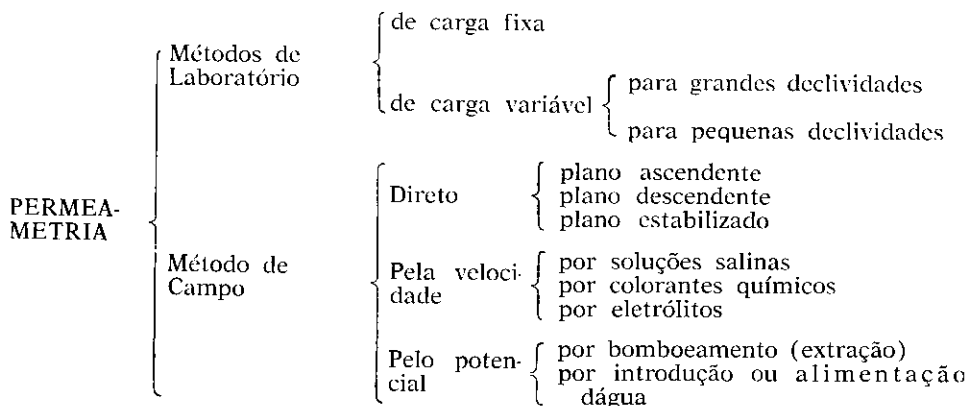 PERMEA-
METRIA
Métodos de
Laboratório
de carga fixa
de carga variável
para grandes declividades
para pequenas declividades
Método de
Campo
Direto
plano ascendente
plano descendente
plano estabilizado
Pela veloci-
dade
por soluções salinas
por colorantes químicos
por eletrólitos
Pelo poten-
cial
por bomboeamento (extração)
por introdução ou alimentação
dágua